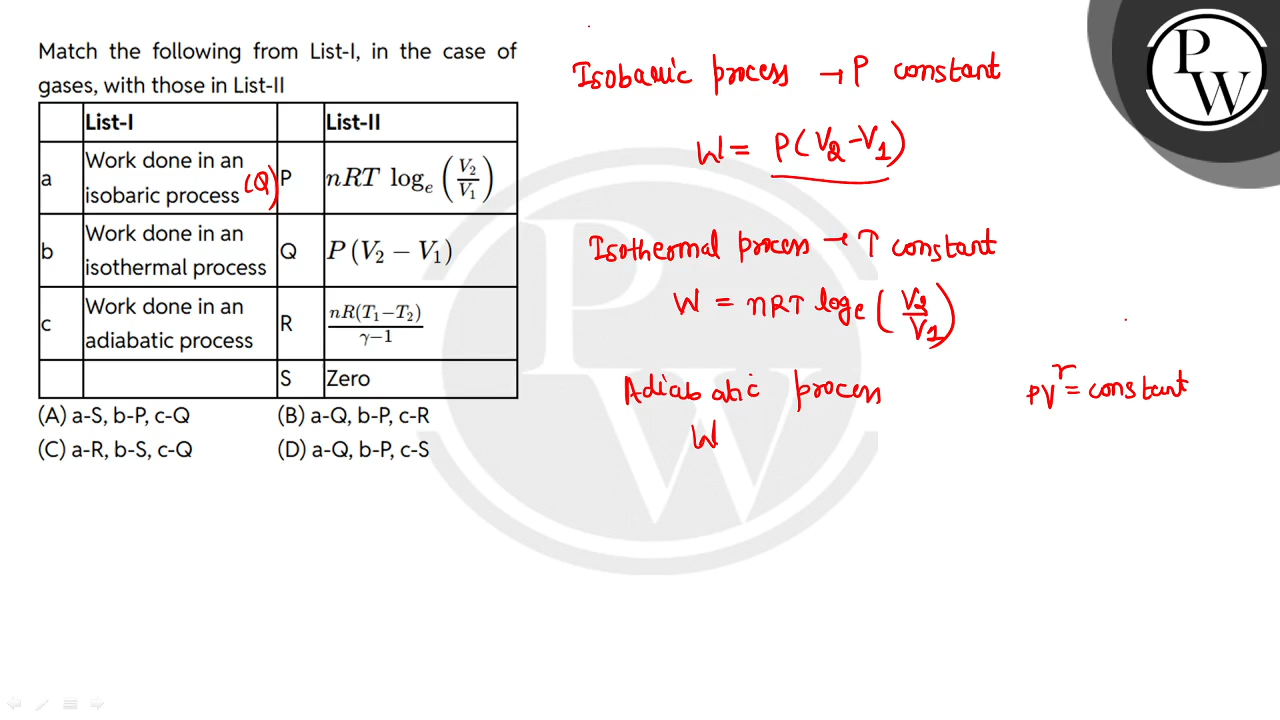 Match the following from List-I, in the case of
gases, with those in List-II
List-I List-II
a Work done in an isobaric process (Q) P nRT logₑ (V₂/V₁)
b Work done in an isothermal process Q P (V₂ − V₁)
c Work done in an adiabatic process R nR(T₁−T₂)/γ−1
S Zero
(A) a-S, b-P, c-Q (B) a-Q, b-P, c-R
(C) a-R, b-S, c-Q (D) a-Q, b-P, c-S
Isobaric process → P constant
W = P(V₂-V₁)
Isothermal process → T constant
W = nRT logₑ (V₂/V₁)
Adiabatic process PV^r = constant
W
P
W
P
W